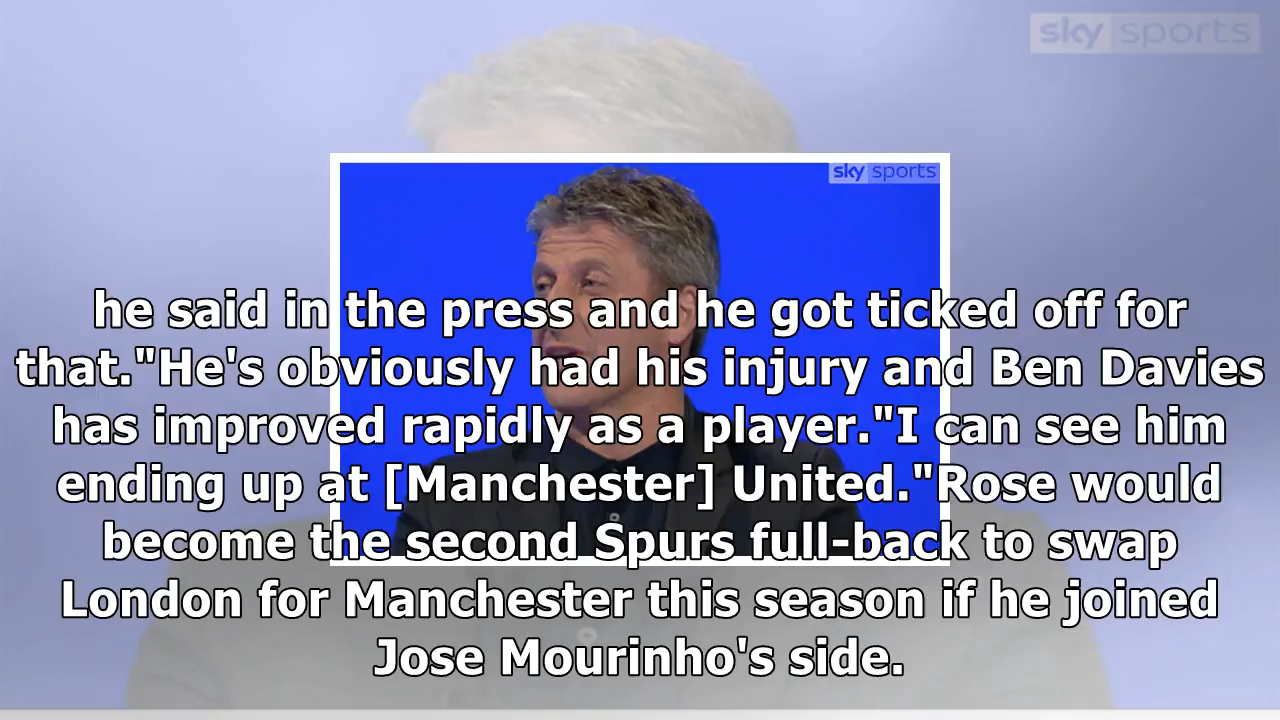 sky sports
sky sports
he said in the press and he got ticked off for
that."He's obviously had his injury and Ben Davies
has improved rapidly as a player."I can see him
ending up at [Manchester] United."Rose would
become the second Spurs full-back to swap
London for Manchester this season if he joined
Jose Mourinho's side.